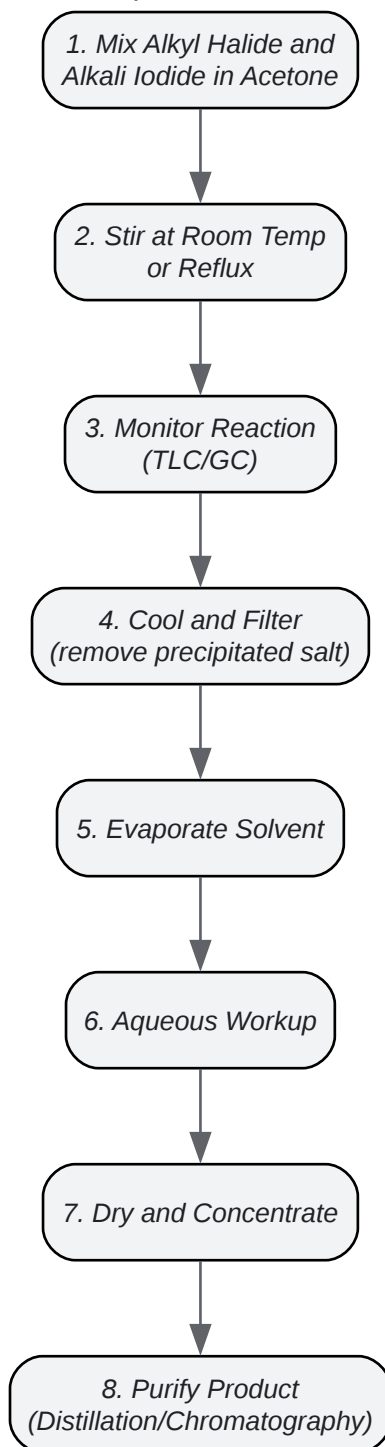 1. Mix Alkyl Halide and
Alkali Iodide in Acetone
2. Stir at Room Temp
or Reflux
3. Monitor Reaction
(TLC/GC)
4. Cool and Filter
(remove precipitated salt)
5. Evaporate Solvent
6. Aqueous Workup
7. Dry and Concentrate
8. Purify Product
(Distillation/Chromatography)